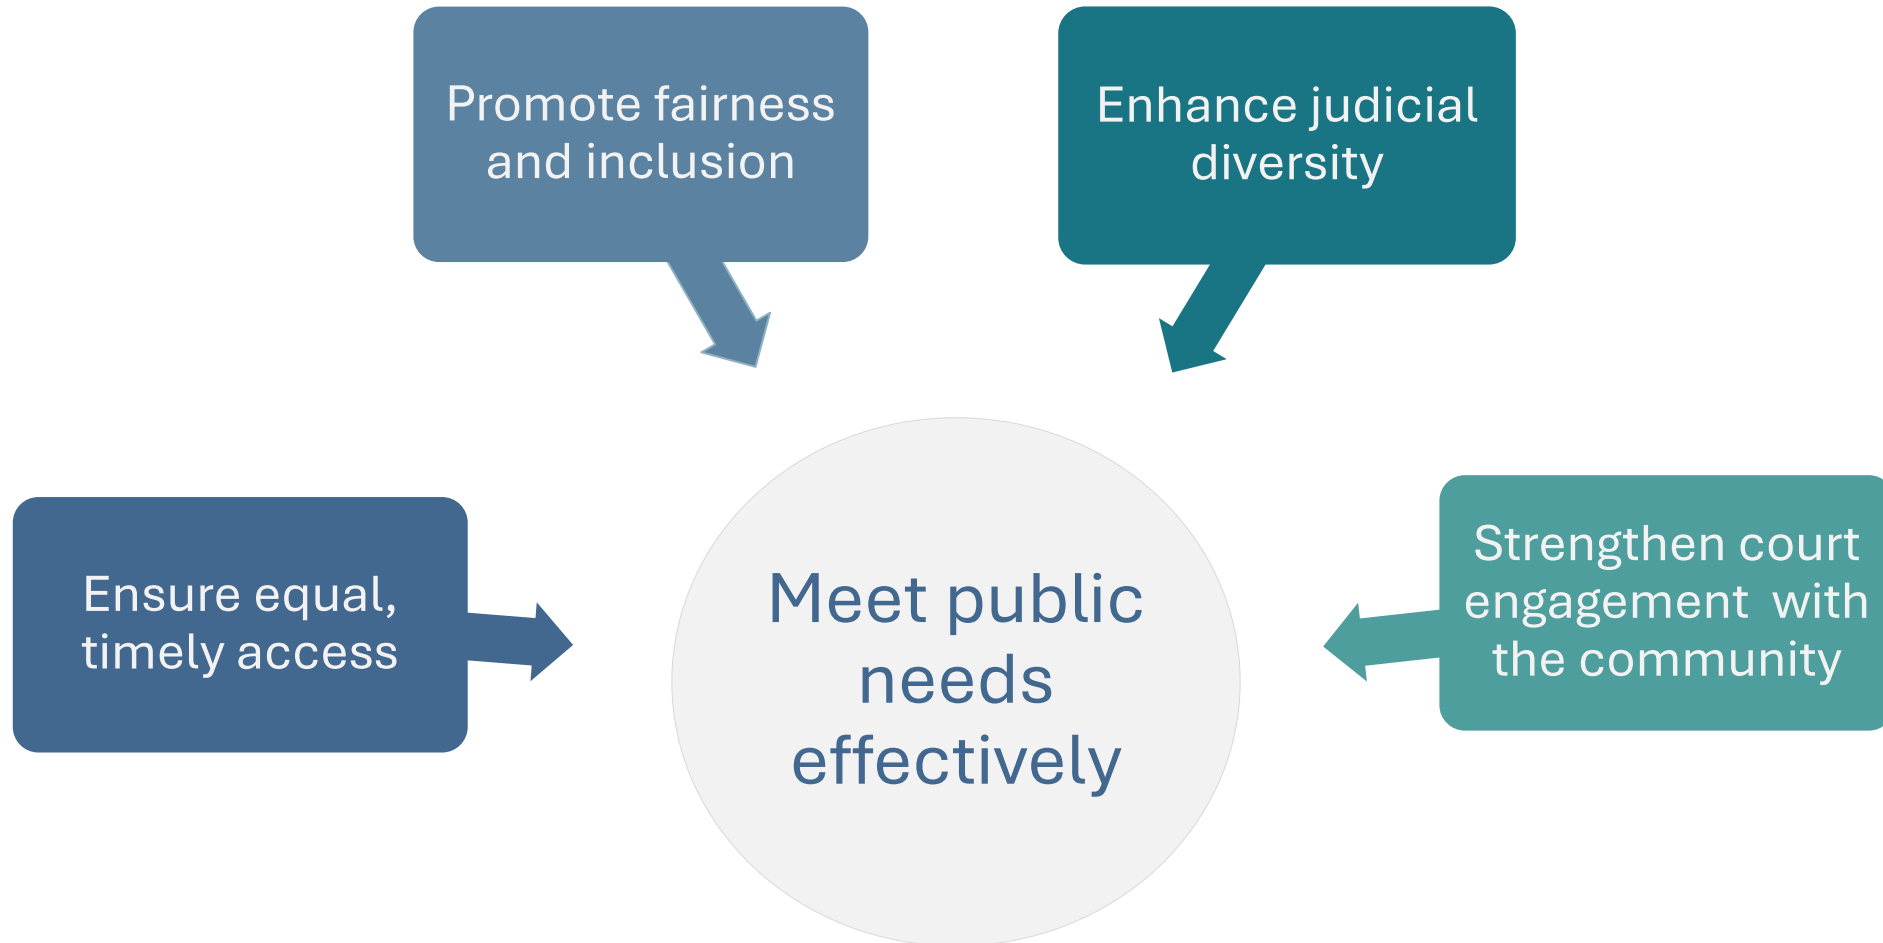 Promote fairness
and inclusion
Enhance judicial
diversity
Ensure equal,
timely access
Meet public
needs
effectively
Strengthen court
engagement  with
the community